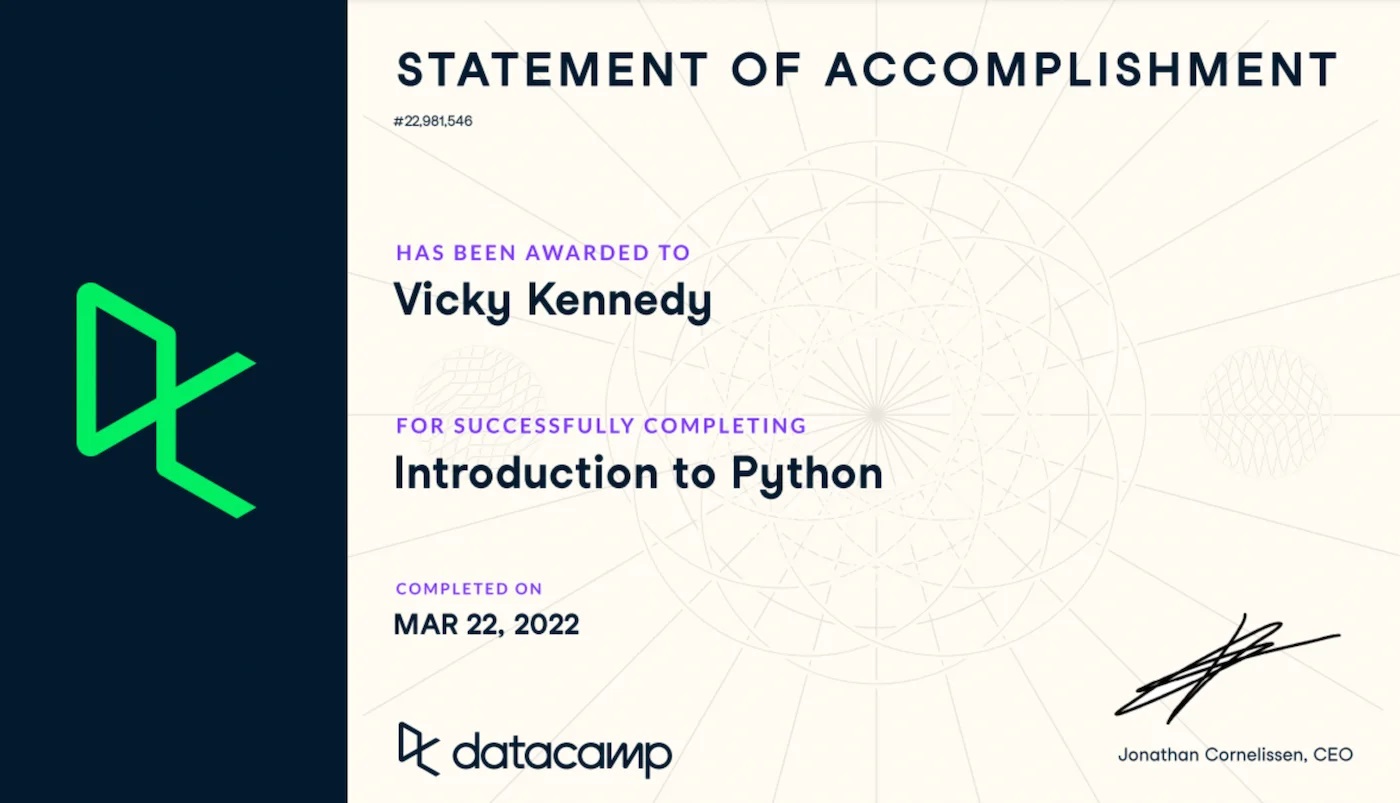 STATEMENT OF ACCOMPLISHMENT
#22,981,546
HAS BEEN AWARDED TO
Vicky Kennedy
FOR SUCCESSFULLY COMPLETING
Introduction to Python
COMPLETED ON
MAR 22, 2022
datacamp
Jonathan Cornelissen, CEO